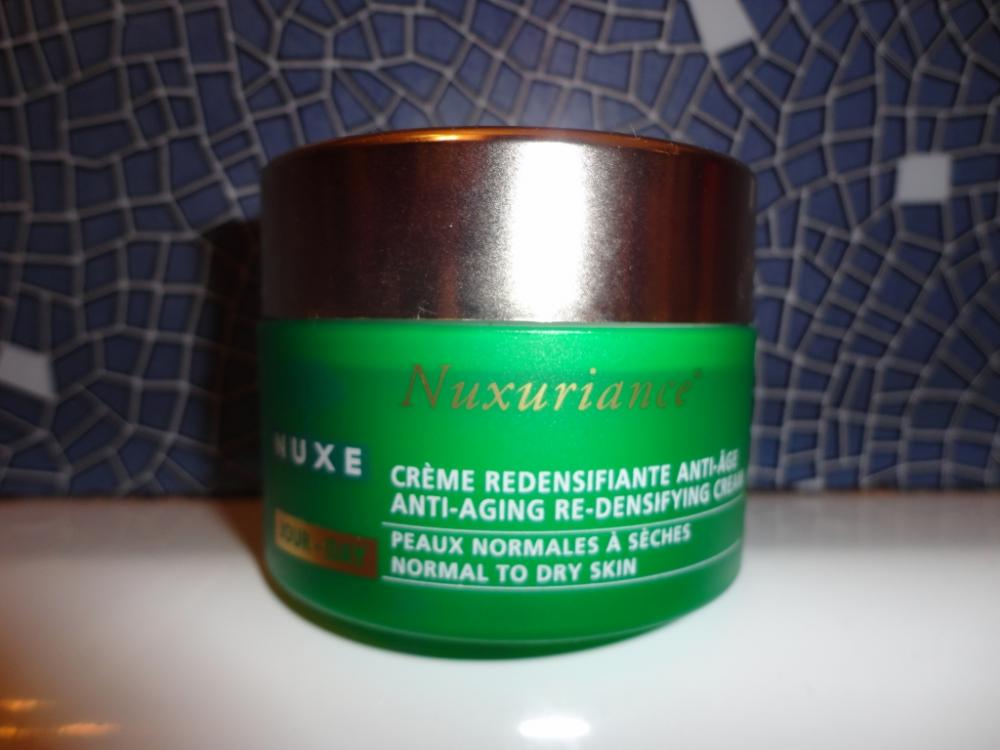 Nuxuriance®
NUXE
CRÈME REDENSIFIANTE ANTI-ÂGE
ANTI-AGING RE-DENSIFYING CREAM
JOUR - DAY
PEAUX NORMALES À SÈCHES
NORMAL TO DRY SKIN